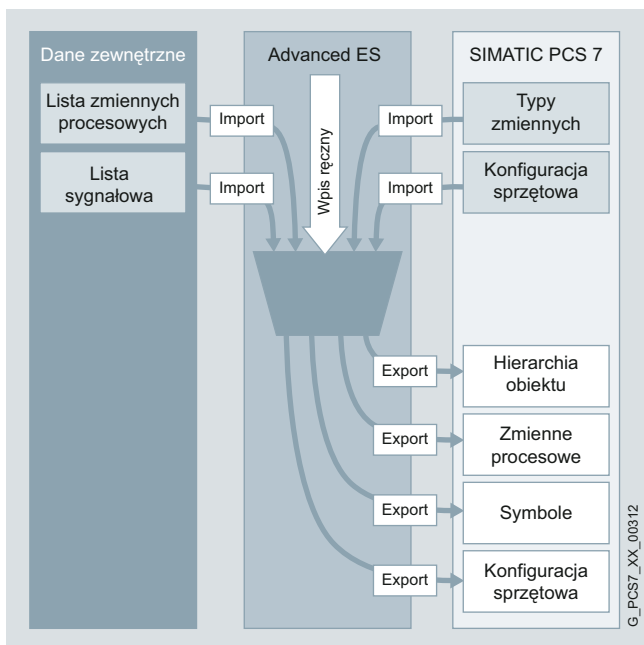 Dane zewnętrzne
Lista zmiennych
procesowych
Lista
sygnałowa
Import
Import
Advanced ES
Wpis ręczny
Import
Import
SIMATIC PCS 7
Typy
zmiennych
Konfiguracja
sprzętowa
Export
Hierarchia
obiektu
Export
Zmienne
procesowe
Export
Symbole
Export
Konfiguracja
sprzętowa
G_PCS7_XX_00312